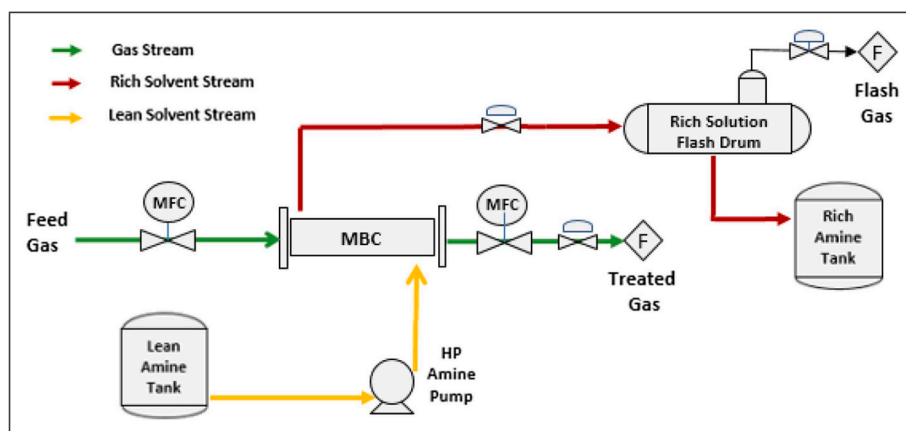 Gas Stream
Rich Solvent Stream
Lean Solvent Stream
F
Flash
Gas
Rich Solution
Flash Drum
MFC
MFC
Feed
Gas
MBC
F
Treated
Gas
Rich
Amine
Tank
Lean
Amine
Tank
HP
Amine
Pump